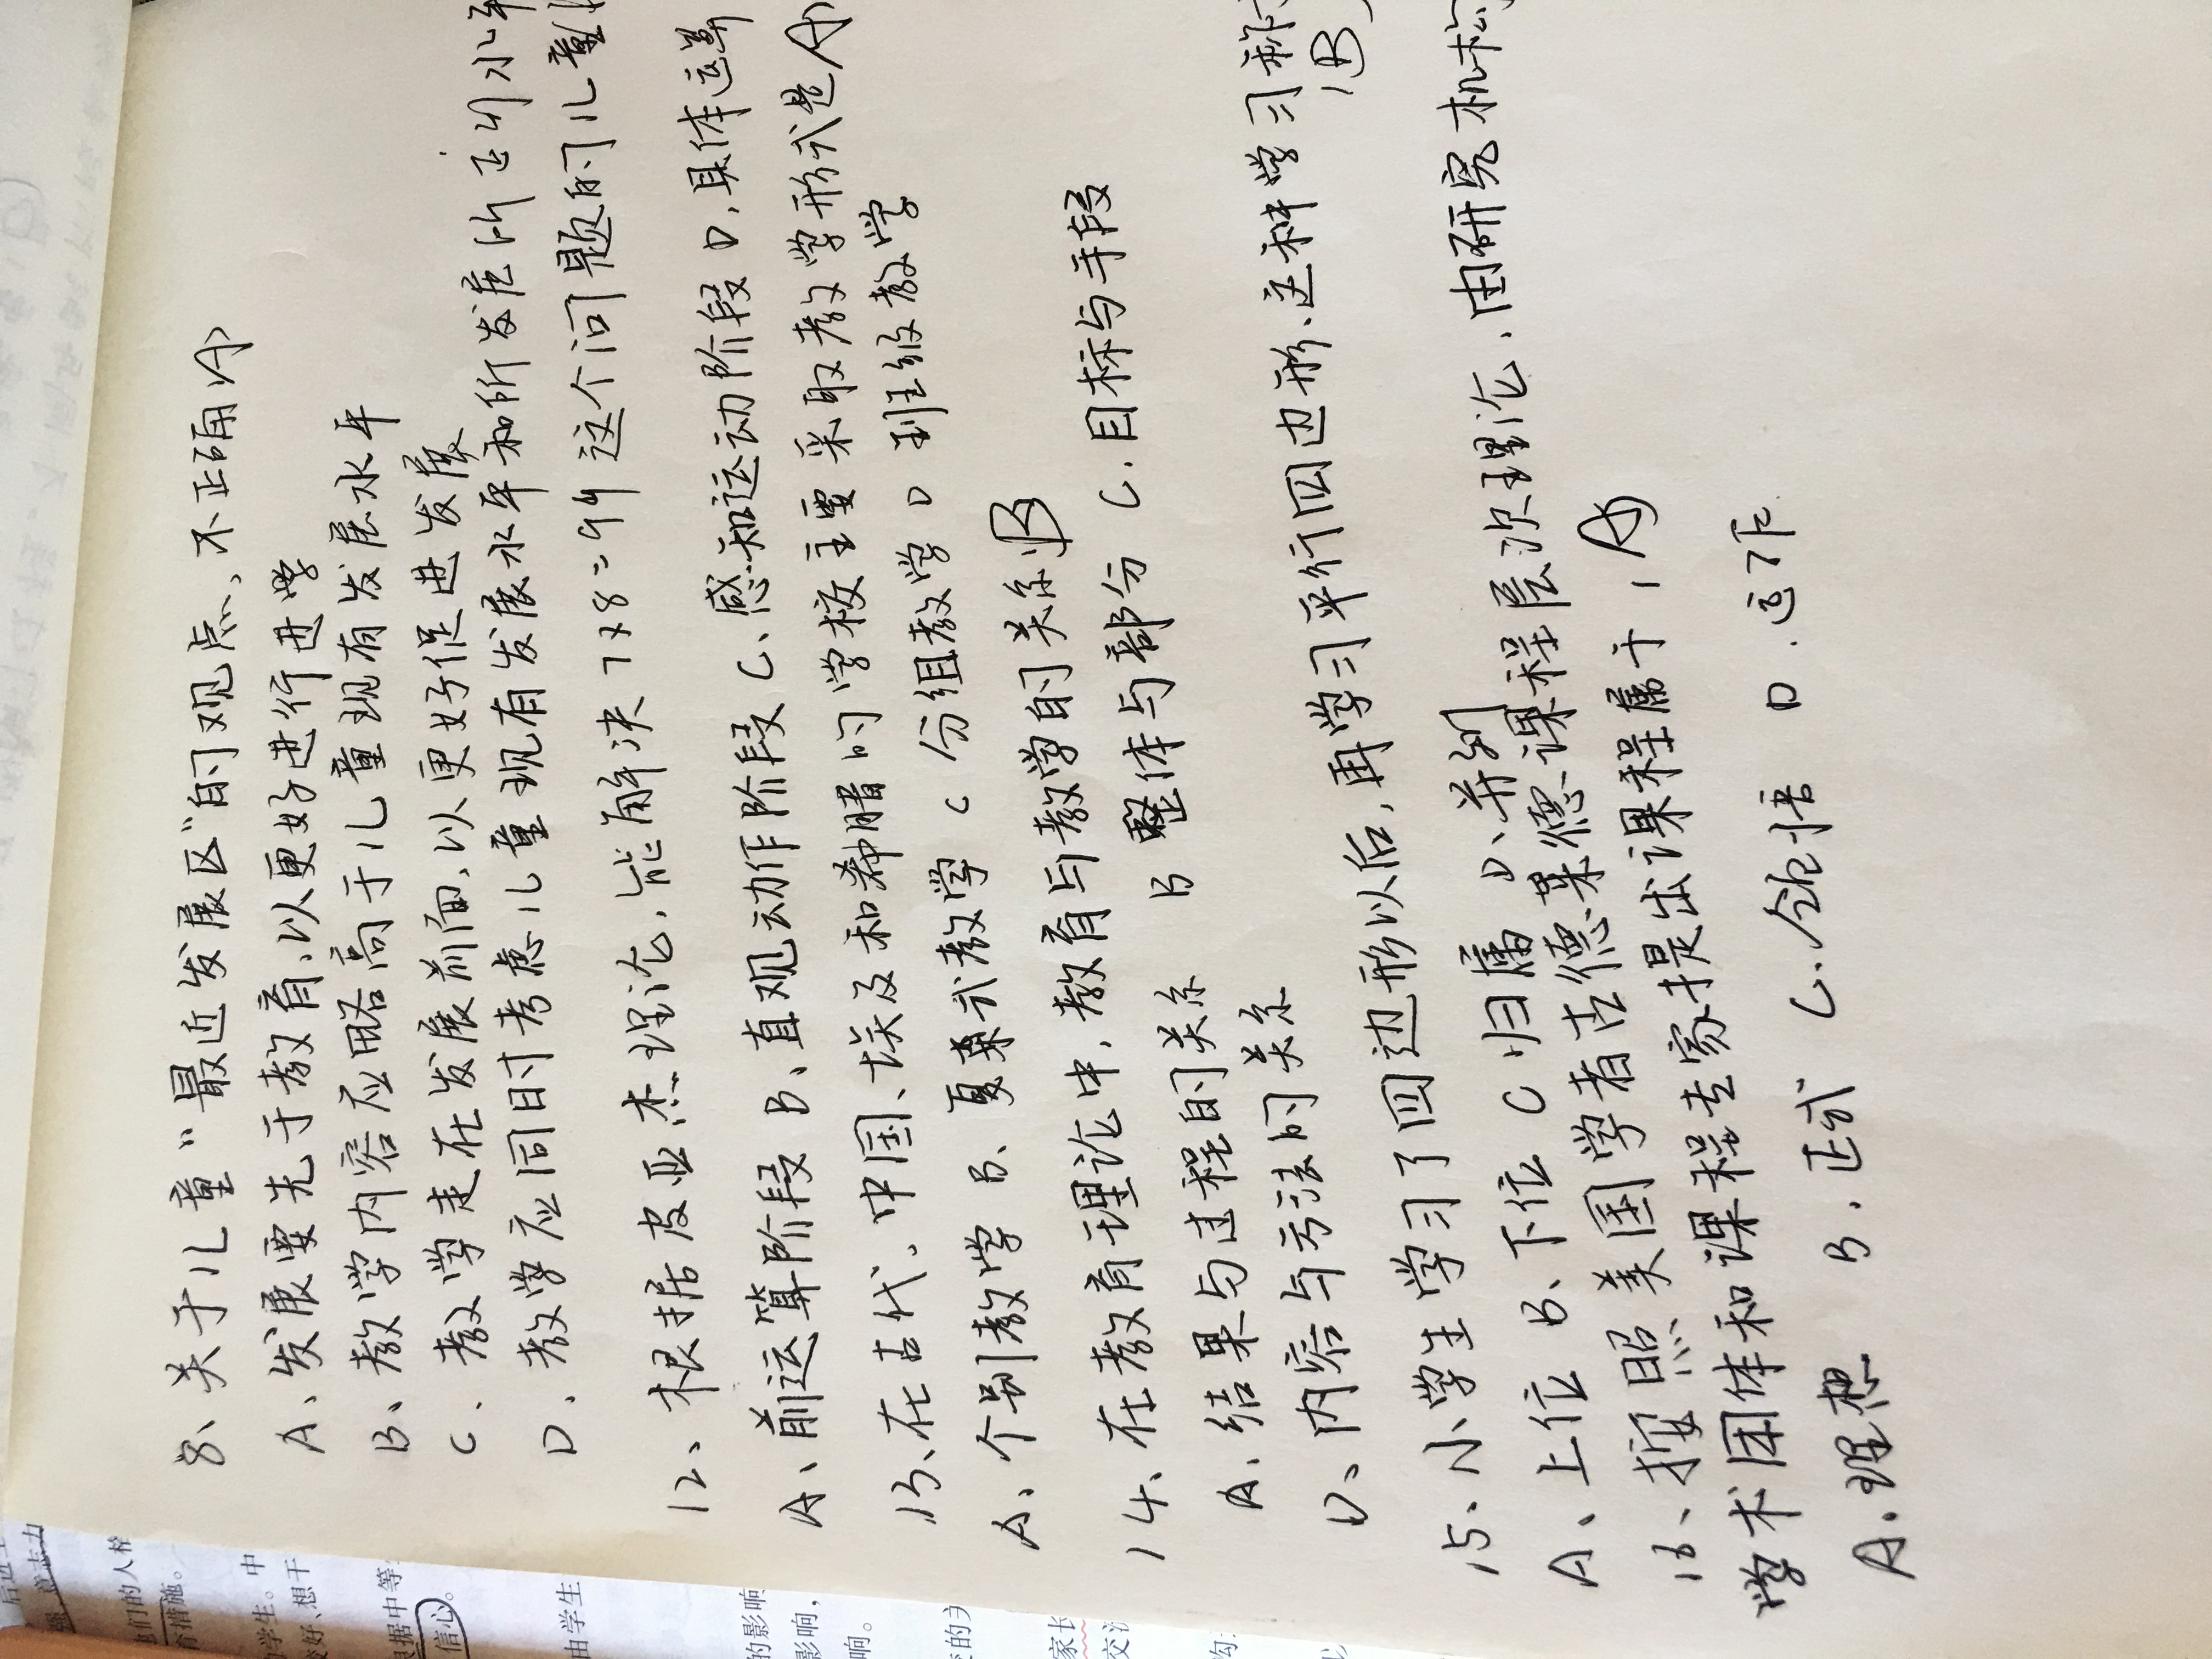 后进生
强,意志力
他们的人格
育措施。
的学生。中
较好、想干
根据中等
信心。
由学生
的影响
影响,
响。
变的关
家长
交流
沟
以
8、关于儿童“最近发展区”的观点,不正确(A)
A、发展要先于教育,以更好进行进学
B、教学内容应略高于儿童现有发展水平
C、教学走在发展前面,以更好促进发展
D、教学应同时考虑儿童现有发展水平和所发展所达到水平
12、根据皮亚杰理论,能解决7x8=99这个问题的儿童
A、前运算阶段 B、直观动作阶段 C、感知运动阶段 D,具体运算
13、在古代。中国、埃及和希腊的学校主要采取教学形式是(A)
A、个别教学 B、夏桼式教学 C 分组教学 D 班级教学
14、在教育理论中,教育与教学的关系(B
A、结果与过程的关系 B 整体与部分 C.目标与手段
D、内容与方法的关系
15、小学生学习了四边形以后,再学习平行四边形、这种学习称
(B)
A、上位 B、下位 C 归属 D、并列
16、按照美国学者古德莱德课程层次理论,由研究机构
学术团体和课程专家提出课程属于(A)
A.理想 B.正式 C.领悟 D.运作